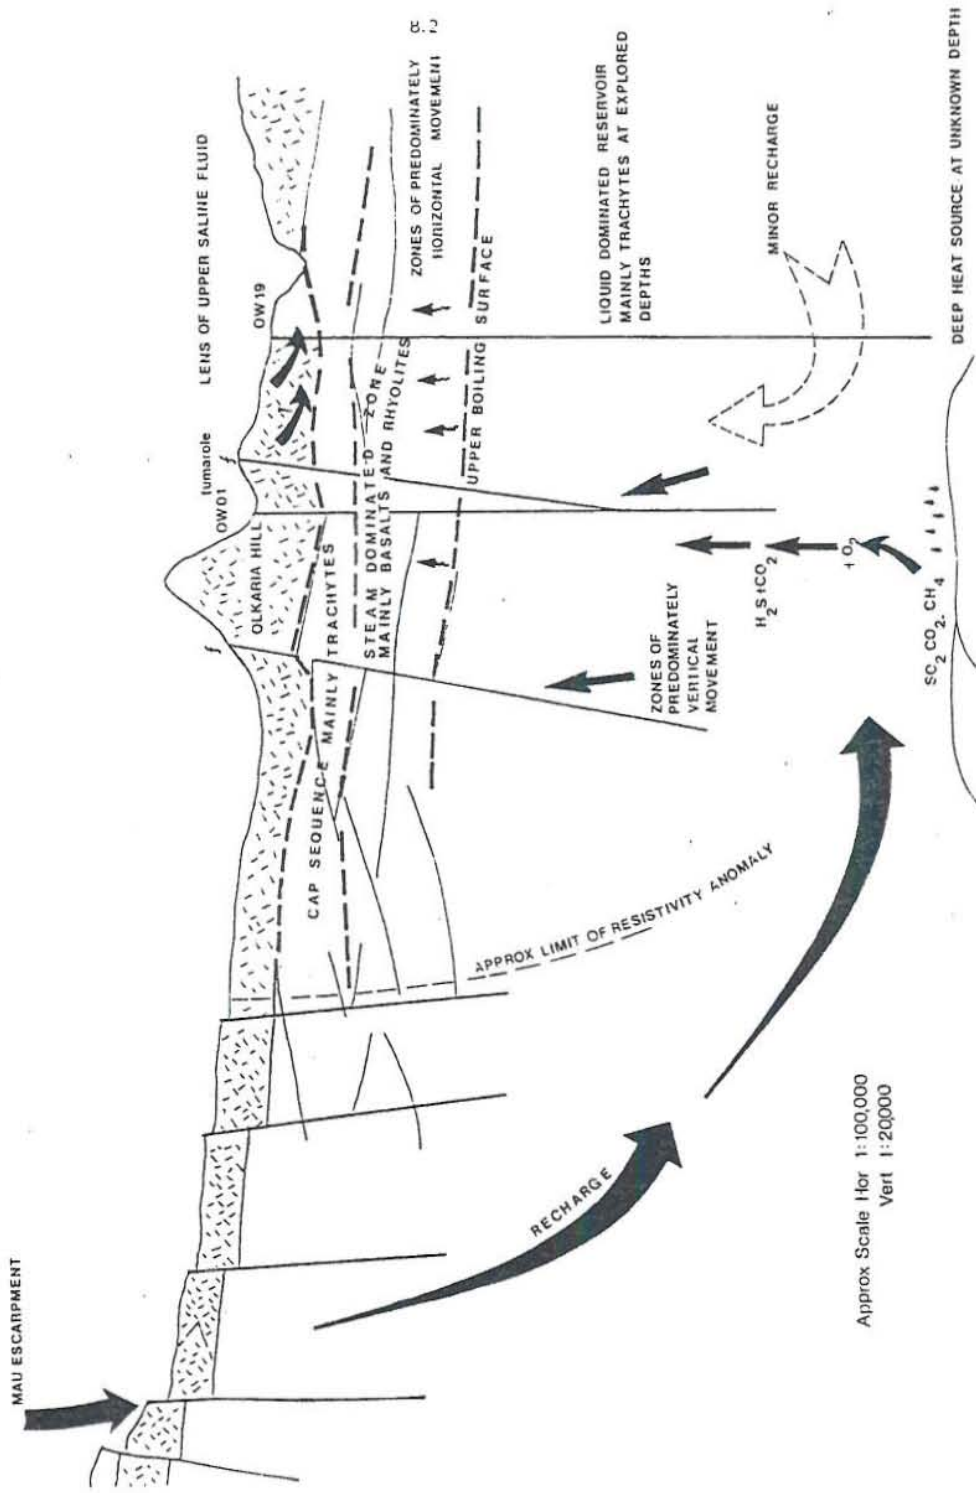 8.2
MAU ESCARPMENT
LENS OF UPPER SALINE FLUID
fumarole
OW01
OW19
f
f
OLKARIA HILL
CAP SEQUENCE MAINLY TRACHYTES
STEAM DOMINATED ZONE
MAINLY BASALTS AND RHYOLITES
ZONES OF PREDOMINATELY
HORIZONTAL MOVEMENT
UPPER BOILING SURFACE
APPROX LIMIT OF RESISTIVITY ANOMALY
LIQUID DOMINATED RESERVOIR
MAINLY TRACHYTES AT EXPLORED
DEPTHS
ZONES OF
PREDOMINATELY
VERTICAL
MOVEMENT
RECHARGE
MINOR RECHARGE
H2S+CO2
+O2
SC2 CO2. CH4
DEEP HEAT SOURCE AT UNKNOWN DEPTH
Approx Scale Hor 1:100,000
Vert 1:20,000